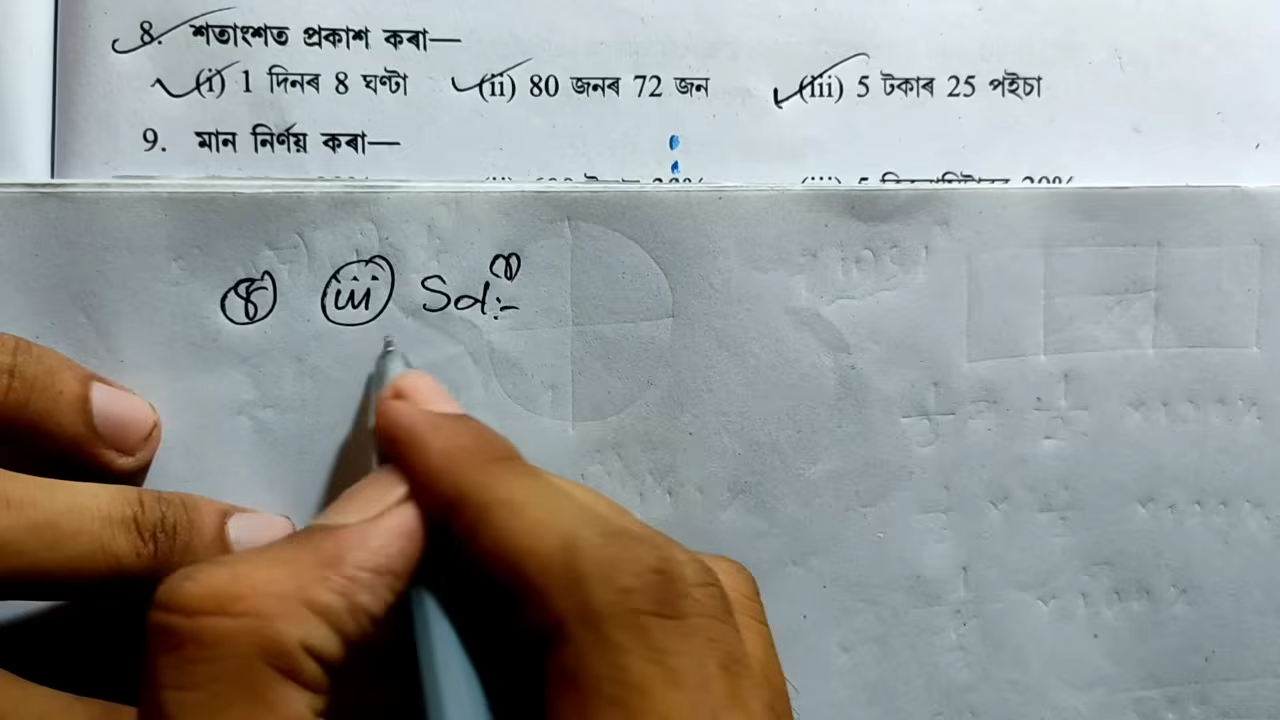 8. শতাংশত প্ৰকাশ কৰা—
(i) 1 দিনৰ 8 ঘণ্টা (ii) 80 জনৰ 72 জন (iii) 5 টকাৰ 25 পইচা
9. মান নিৰ্ণয় কৰা—
8 iii Sol:-